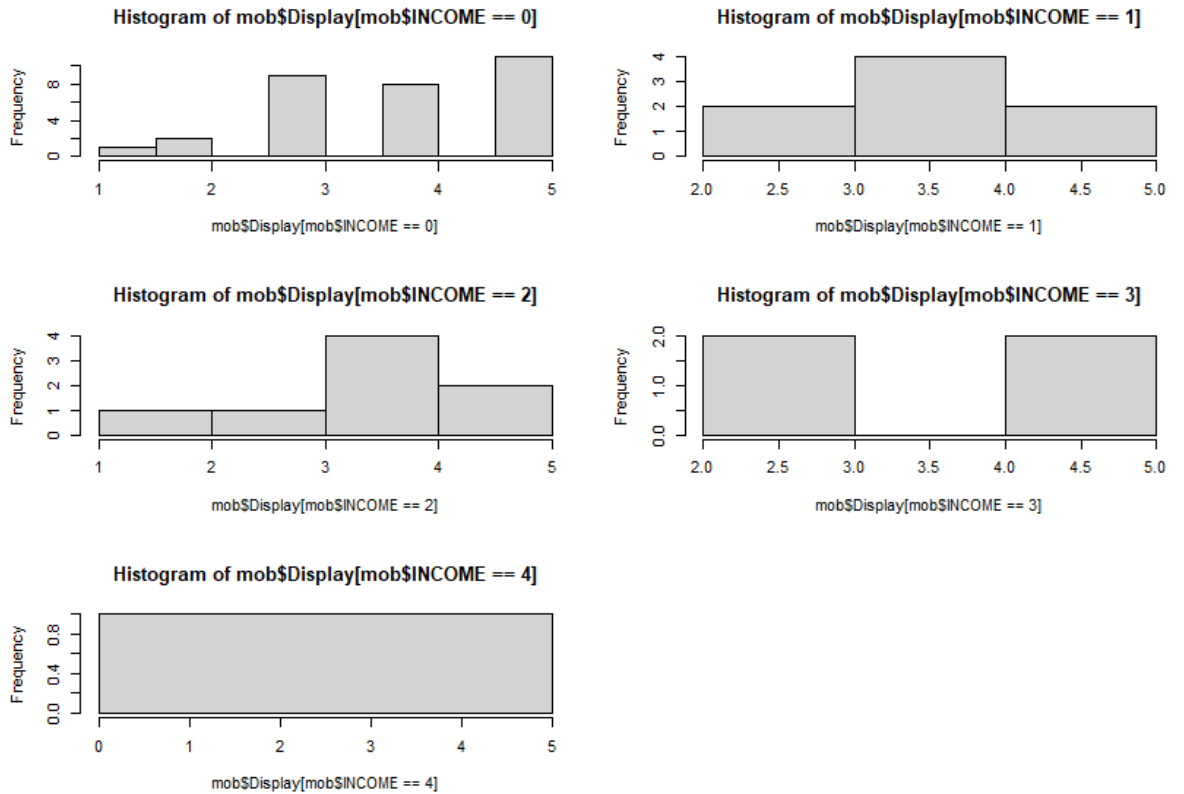 Histogram of mob$Display[mob$INCOME == 0]
Frequency
8
4
0
1 2 3 4 5
mob$Display[mob$INCOME == 0]
Histogram of mob$Display[mob$INCOME == 1]
Frequency
4
3
2
1
0
2.0 2.5 3.0 3.5 4.0 4.5 5.0
mob$Display[mob$INCOME == 1]
Histogram of mob$Display[mob$INCOME == 2]
Frequency
4
3
2
1
0
1 2 3 4 5
mob$Display[mob$INCOME == 2]
Histogram of mob$Display[mob$INCOME == 3]
Frequency
2.0
1.0
0.0
2.0 2.5 3.0 3.5 4.0 4.5 5.0
mob$Display[mob$INCOME == 3]
Histogram of mob$Display[mob$INCOME == 4]
Frequency
0.8
0.4
0.0
0 1 2 3 4 5
mob$Display[mob$INCOME == 4]